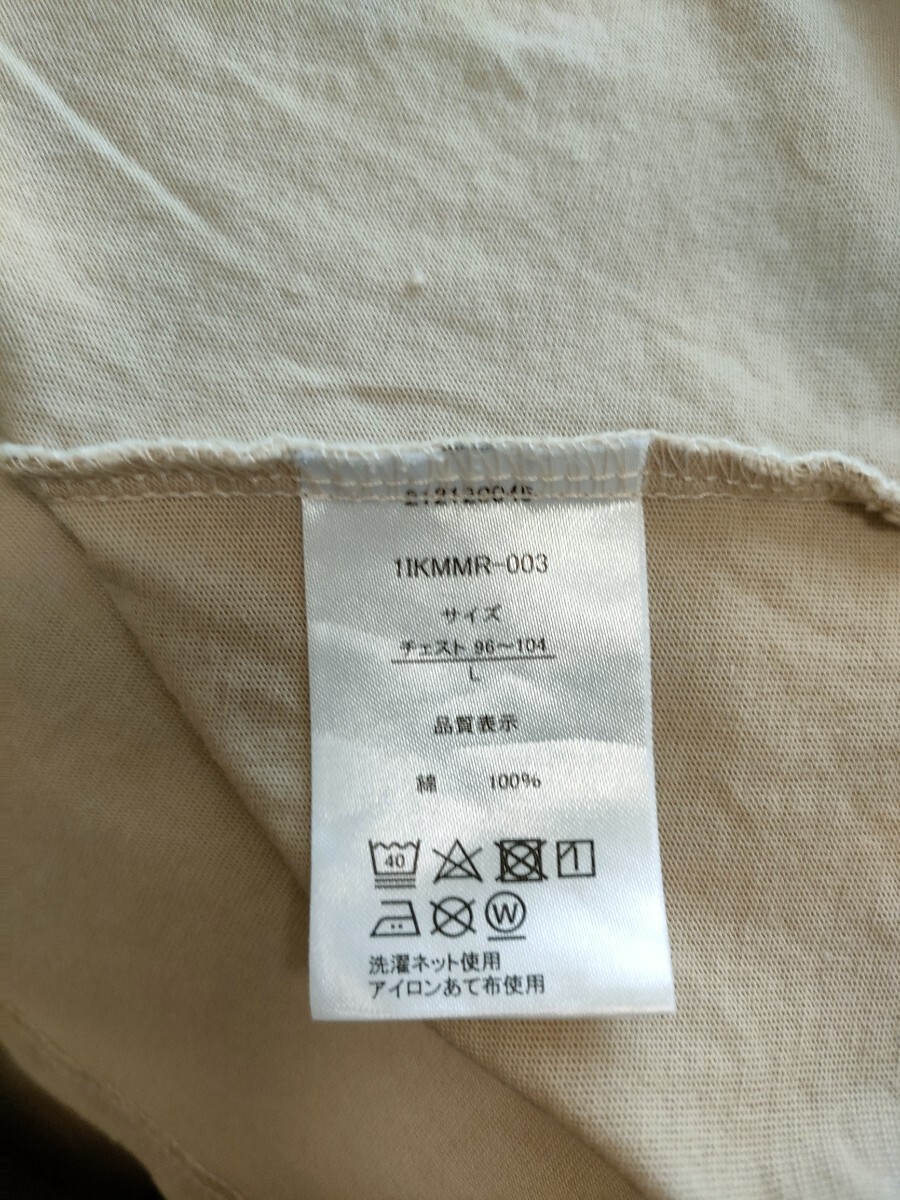 1IKMMR-003
サイズ
チェスト 96～104
L
品質表示
綿 100%
40
W
洗濯ネット使用
アイロンあて布使用